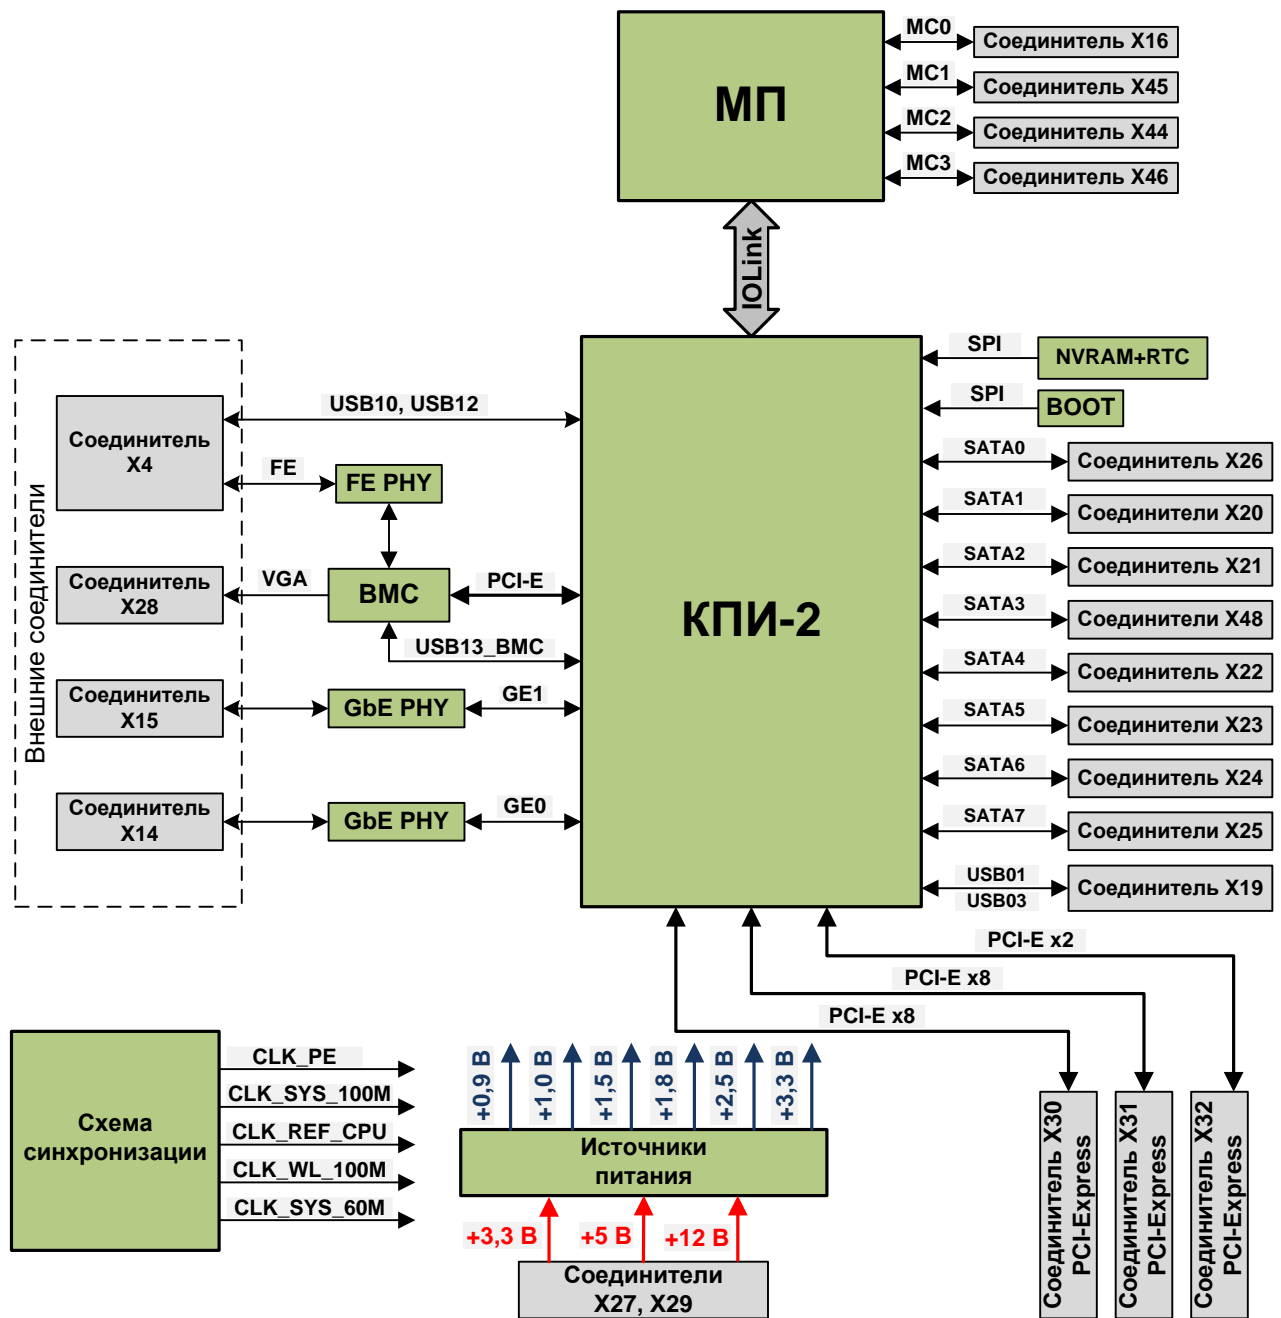 МП
MC0
Соединитель X16
MC1
Соединитель X45
MC2
Соединитель X44
MC3
Соединитель X46
IOLink
КПИ-2
SPI
NVRAM+RTC
SPI
BOOT
SATA0
Соединитель X26
SATA1
Соединители X20
SATA2
Соединитель X21
SATA3
Соединители X48
SATA4
Соединитель X22
SATA5
Соединители X23
SATA6
Соединитель X24
SATA7
Соединители X25
USB01
USB03
Соединитель X19
Внешние соединители
Соединитель
X4
USB10, USB12
FE
FE PHY
Соединитель
X28
VGA
BMC
PCI-E
USB13_BMC
Соединитель
X15
GbE PHY
GE1
Соединитель
X14
GbE PHY
GE0
PCI-E x2
PCI-E x8
PCI-E x8
Соединитель X30
PCI-Express
Соединитель X31
PCI-Express
Соединитель X32
PCI-Express
Схема
синхронизации
CLK_PE
CLK_SYS_100M
CLK_REF_CPU
CLK_WL_100M
CLK_SYS_60M
+0,9 В
+1,0 В
+1,5 В
+1,8 В
+2,5 В
+3,3 В
Источники
питания
+3,3 В
+5 В
+12 В
Соединители
X27, X29